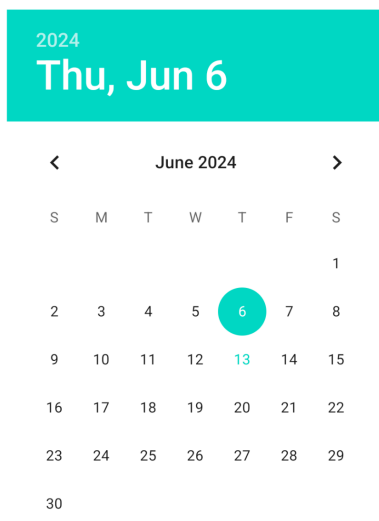 2024
Thu, Jun 6
June 2024
S M T W T F S
1
2 3 4 5 6 7 8
9 10 11 12 13 14 15
16 17 18 19 20 21 22
23 24 25 26 27 28 29
30